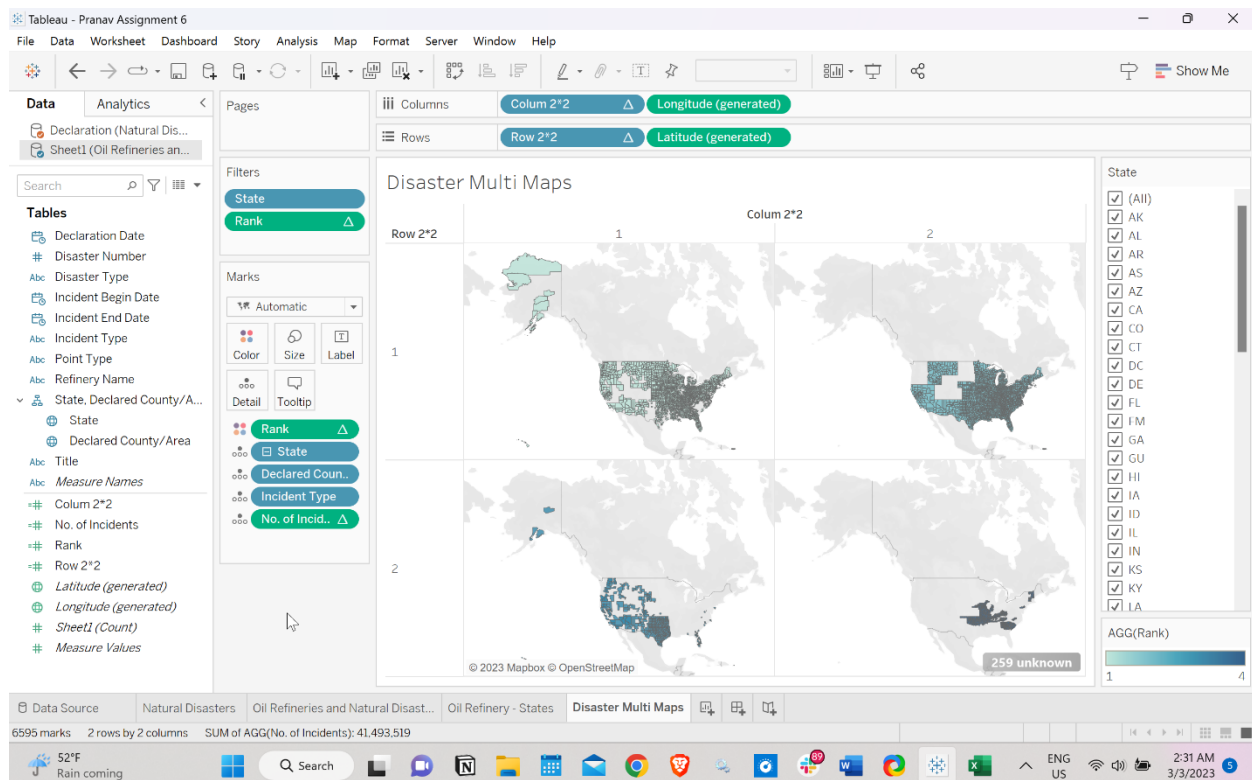 Tableau - Pranav Assignment 6
File Data Worksheet Dashboard Story Analysis Map Format Server Window Help
Show Me
Data Analytics
Declaration (Natural Dis...
Sheet1 (Oil Refineries an...
Search
Tables
Declaration Date
# Disaster Number
Abc Disaster Type
Incident Begin Date
Incident End Date
Abc Incident Type
Abc Point Type
Abc Refinery Name
State, Declared County/A...
State
Declared County/Area
Abc Title
Abc Measure Names
=# Colum 2*2
=# No. of Incidents
=# Rank
=# Row 2*2
Latitude (generated)
Longitude (generated)
# Sheet1 (Count)
# Measure Values
Pages
Filters
State
Rank
Marks
Automatic
Color Size Label
Detail Tooltip
Rank
State
Declared Coun..
Incident Type
No. of Incid..
Columns Colum 2*2 Longitude (generated)
Rows Row 2*2 Latitude (generated)
Disaster Multi Maps
Colum 2*2
Row 2*2 1 2
1
2
© 2023 Mapbox © OpenStreetMap
259 unknown
State
(All)
AK
AL
AR
AS
AZ
CA
CO
CT
DC
DE
FL
FM
GA
GU
HI
IA
ID
IL
IN
KS
KY
LA
AGG(Rank)
1 4
Data Source Natural Disasters Oil Refineries and Natural Disast... Oil Refinery - States Disaster Multi Maps
6595 marks 2 rows by 2 columns SUM of AGG(No. of Incidents): 41,493,519
52°F
Rain coming
Search
89
ENG
US
2:31 AM
3/3/2023
5